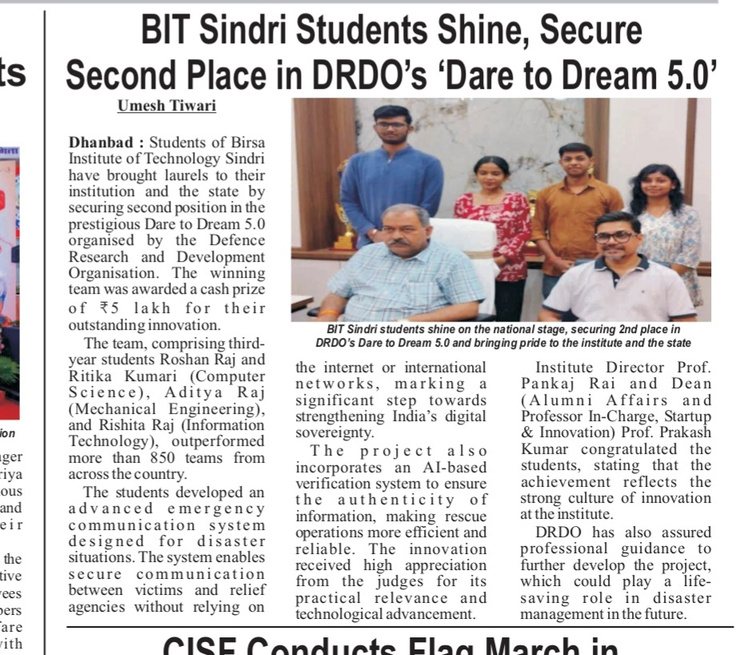 BIT Sindri Students Shine, Secure
Second Place in DRDO's 'Dare to Dream 5.0'
Umesh Tiwari
Dhanbad : Students of Birsa
Institute of Technology Sindri
have brought laurels to their
institution and the state by
securing second position in the
prestigious Dare to Dream 5.0
organised by the Defence
Research and Development
Organisation. The winning
team was awarded a cash prize
of ₹5 lakh for their
outstanding innovation.
The team, comprising third-
year students Roshan Raj and
Ritika Kumari (Computer
Science), Aditya Raj
(Mechanical Engineering),
and Rishita Raj (Information
Technology), outperformed
more than 850 teams from
across the country.
The students developed an
advanced emergency
communication system
designed for disaster
situations. The system enables
secure communication
between victims and relief
agencies without relying on
BIT Sindri students shine on the national stage, securing 2nd place in
DRDO's Dare to Dream 5.0 and bringing pride to the institute and the state
the internet or international
networks, marking a
significant step towards
strengthening India's digital
sovereignty.
The project also
incorporates an AI-based
verification system to ensure
the authenticity of
information, making rescue
operations more efficient and
reliable. The innovation
received high appreciation
from the judges for its
practical relevance and
technological advancement.
Institute Director Prof.
Pankaj Rai and Dean
(Alumni Affairs and
Professor In-Charge, Startup
& Innovation) Prof. Prakash
Kumar congratulated the
students, stating that the
achievement reflects the
strong culture of innovation
at the institute.
DRDO has also assured
professional guidance to
further develop the project,
which could play a life-
saving role in disaster
management in the future.
CISF Conducts Flag March in